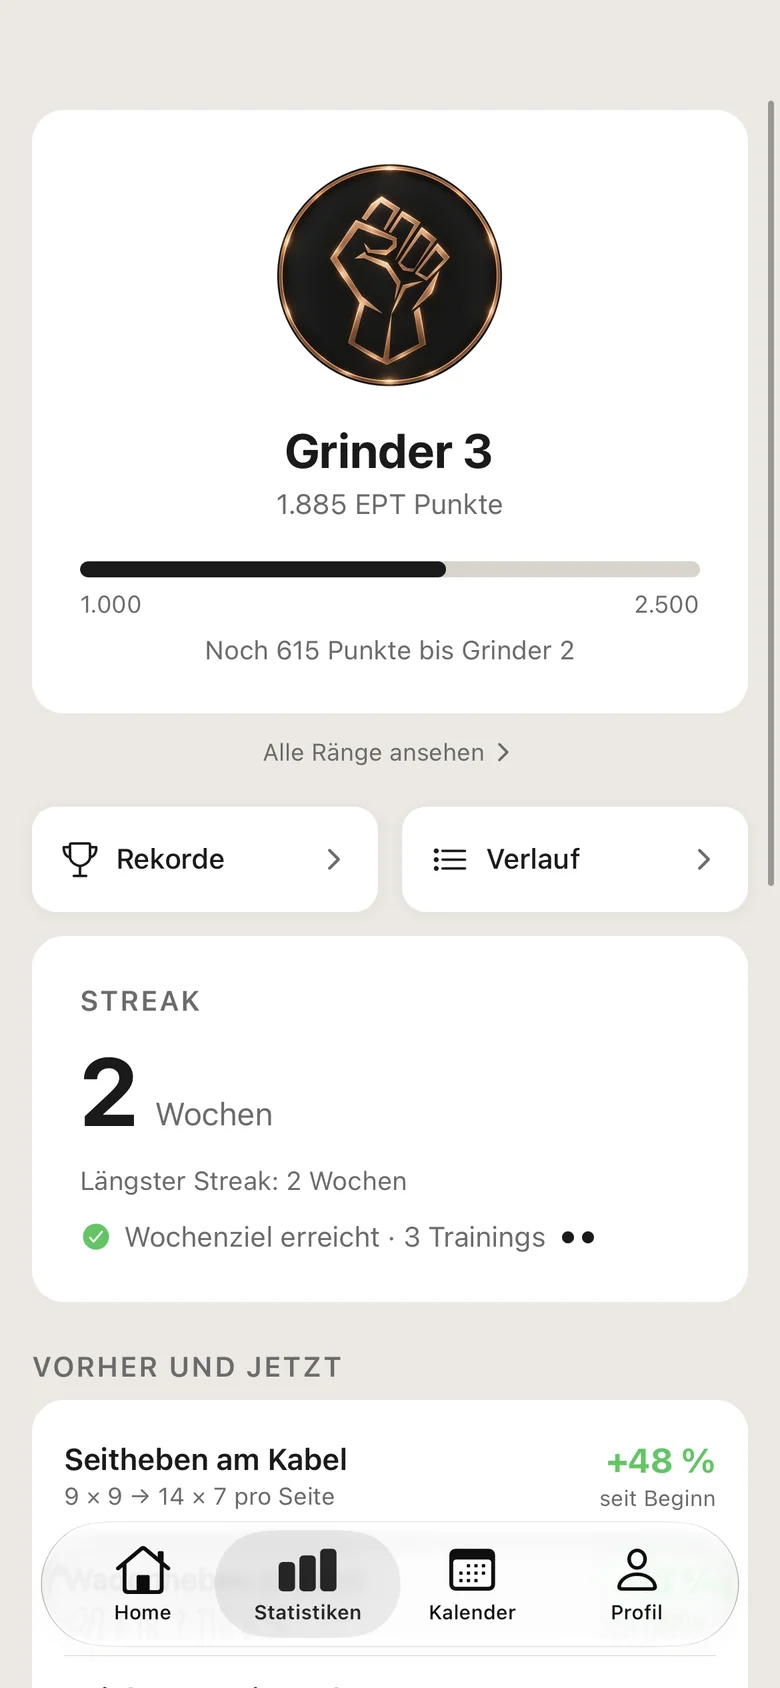 Grinder 3
1.885 EPT Punkte
1.000
2.500
Noch 615 Punkte bis Grinder 2
Alle Ränge ansehen
Rekorde
Verlauf
STREAK
2 Wochen
Längster Streak: 2 Wochen
Wochenziel erreicht · 3 Trainings
VORHER UND JETZT
Seitheben am Kabel
+48 %
9 × 9 → 14 × 7 pro Seite
seit Beginn
Home
Statistiken
Kalender
Profil